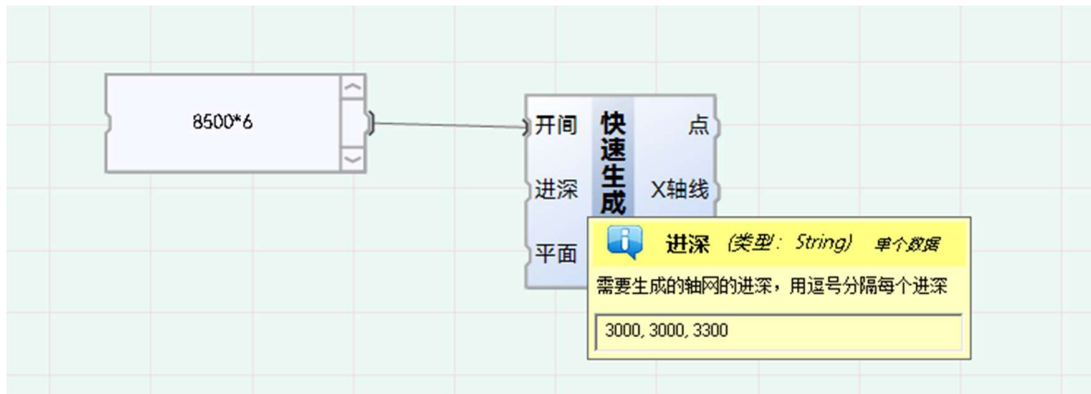 8500*6
开间
进深
平面
快速生成
点
X轴线
进深 (类型: String) 单个数据
需要生成的轴网的进深，用逗号分隔每个进深
3000, 3000, 3300